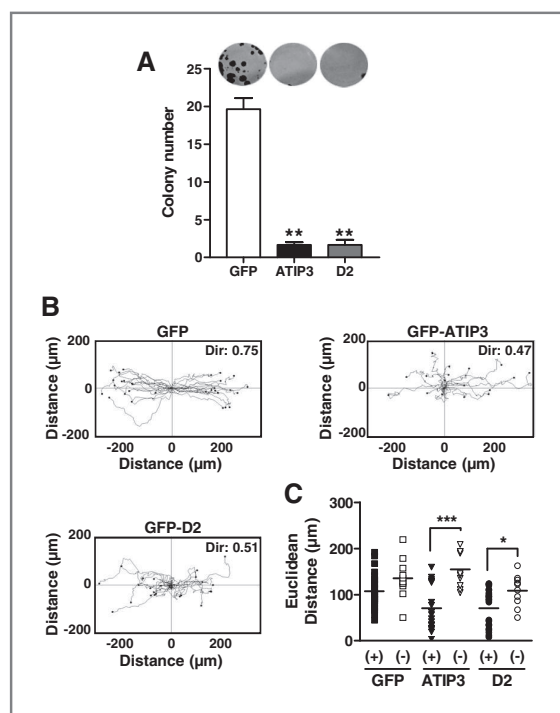 A
25
20
15
10
5
0
Colony number
**
**
GFP
ATIP3
D2
B
GFP
Dir: 0.75
200
0
-200
Distance (µm)
-200
0
200
Distance (µm)
GFP-ATIP3
Dir: 0.47
200
0
-200
Distance (µm)
-200
0
200
Distance (µm)
GFP-D2
Dir: 0.51
200
0
-200
Distance (µm)
-200
0
200
Distance (µm)
C
300
200
100
0
Euclidean
Distance (µm)
***
*
(+) (-) (+) (-) (+) (-)
GFP ATIP3 D2